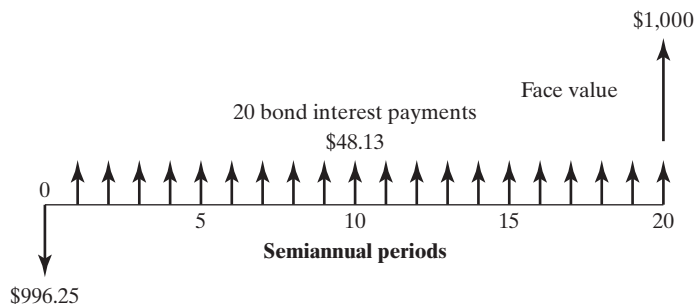 $1,000
Face value
20 bond interest payments
$48.13
0
5 10 15 20
Semiannual periods
$996.25